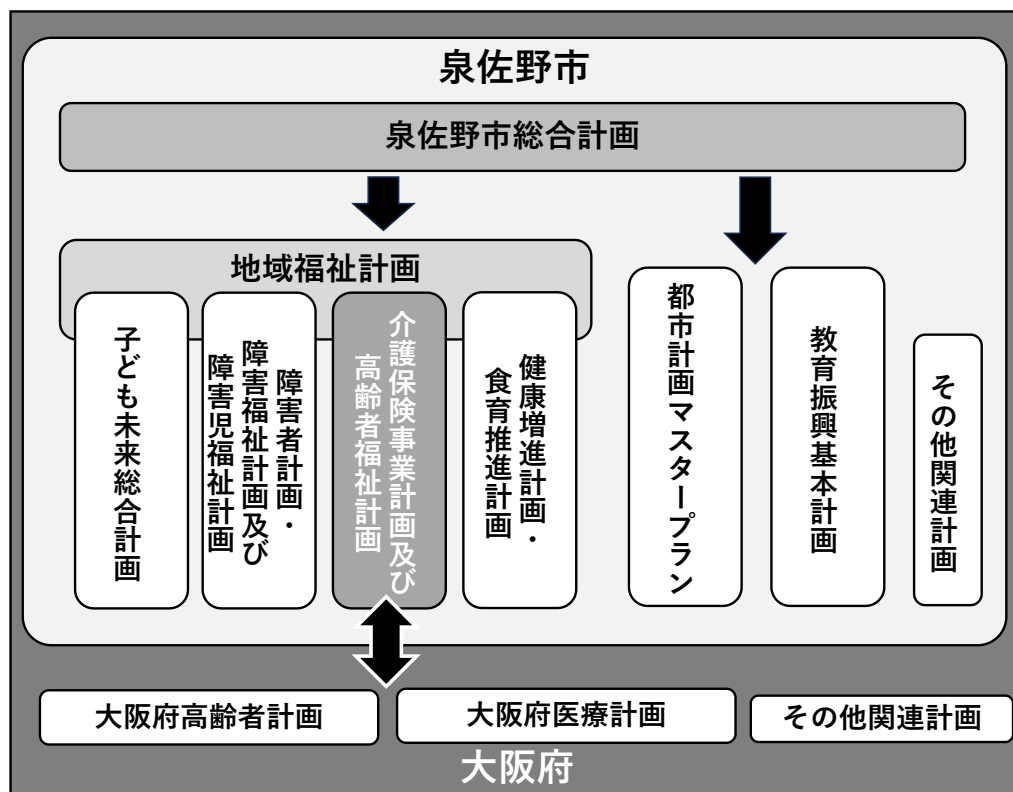 泉佐野市
泉佐野市総合計画
地域福祉計画
子ども未来総合計画
障害者計画・
障害福祉計画及び
障害児福祉計画
介護保険事業計画及び
高齢者福祉計画
健康増進計画・
食育推進計画
都市計画マスタープラン
教育振興基本計画
その他関連計画
大阪府高齢者計画
大阪府医療計画
その他関連計画
大阪府